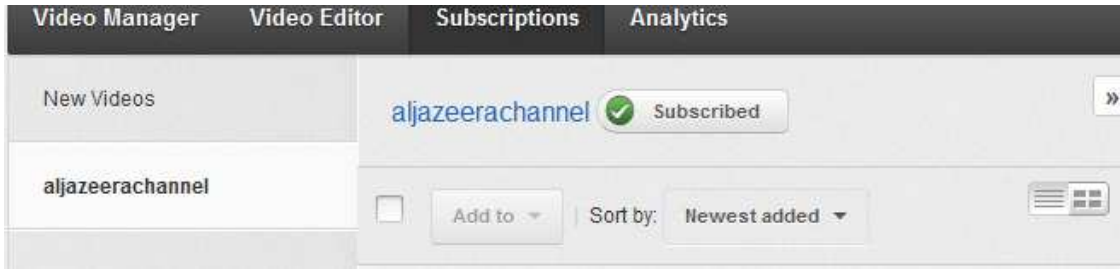 Video Manager Video Editor Subscriptions Analytics
New Videos
aljazeerachannel Subscribed »
aljazeerachannel
Add to Sort by: Newest added